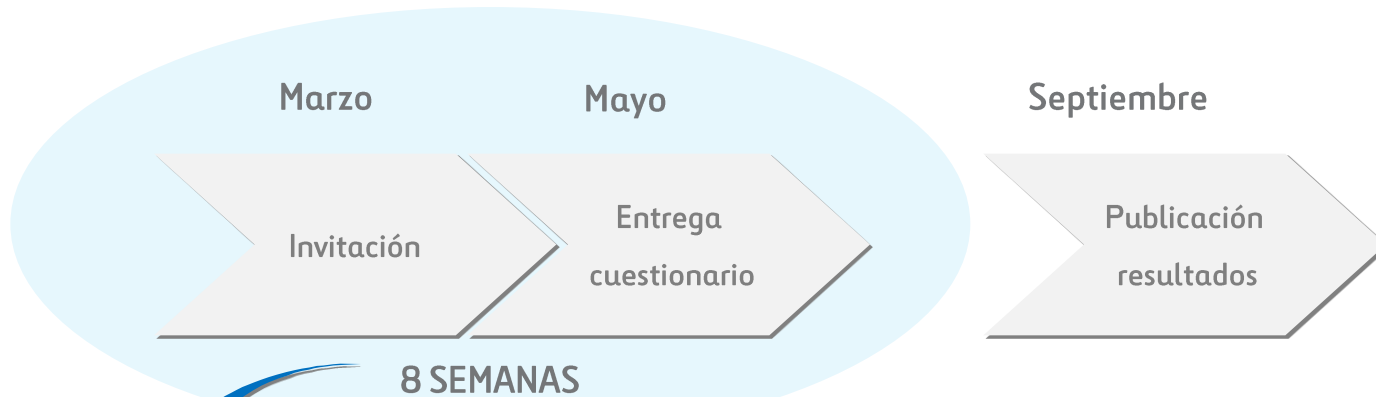 Marzo
Mayo
Septiembre
Invitación
Entrega
cuestionario
Publicación
resultados
8 SEMANAS